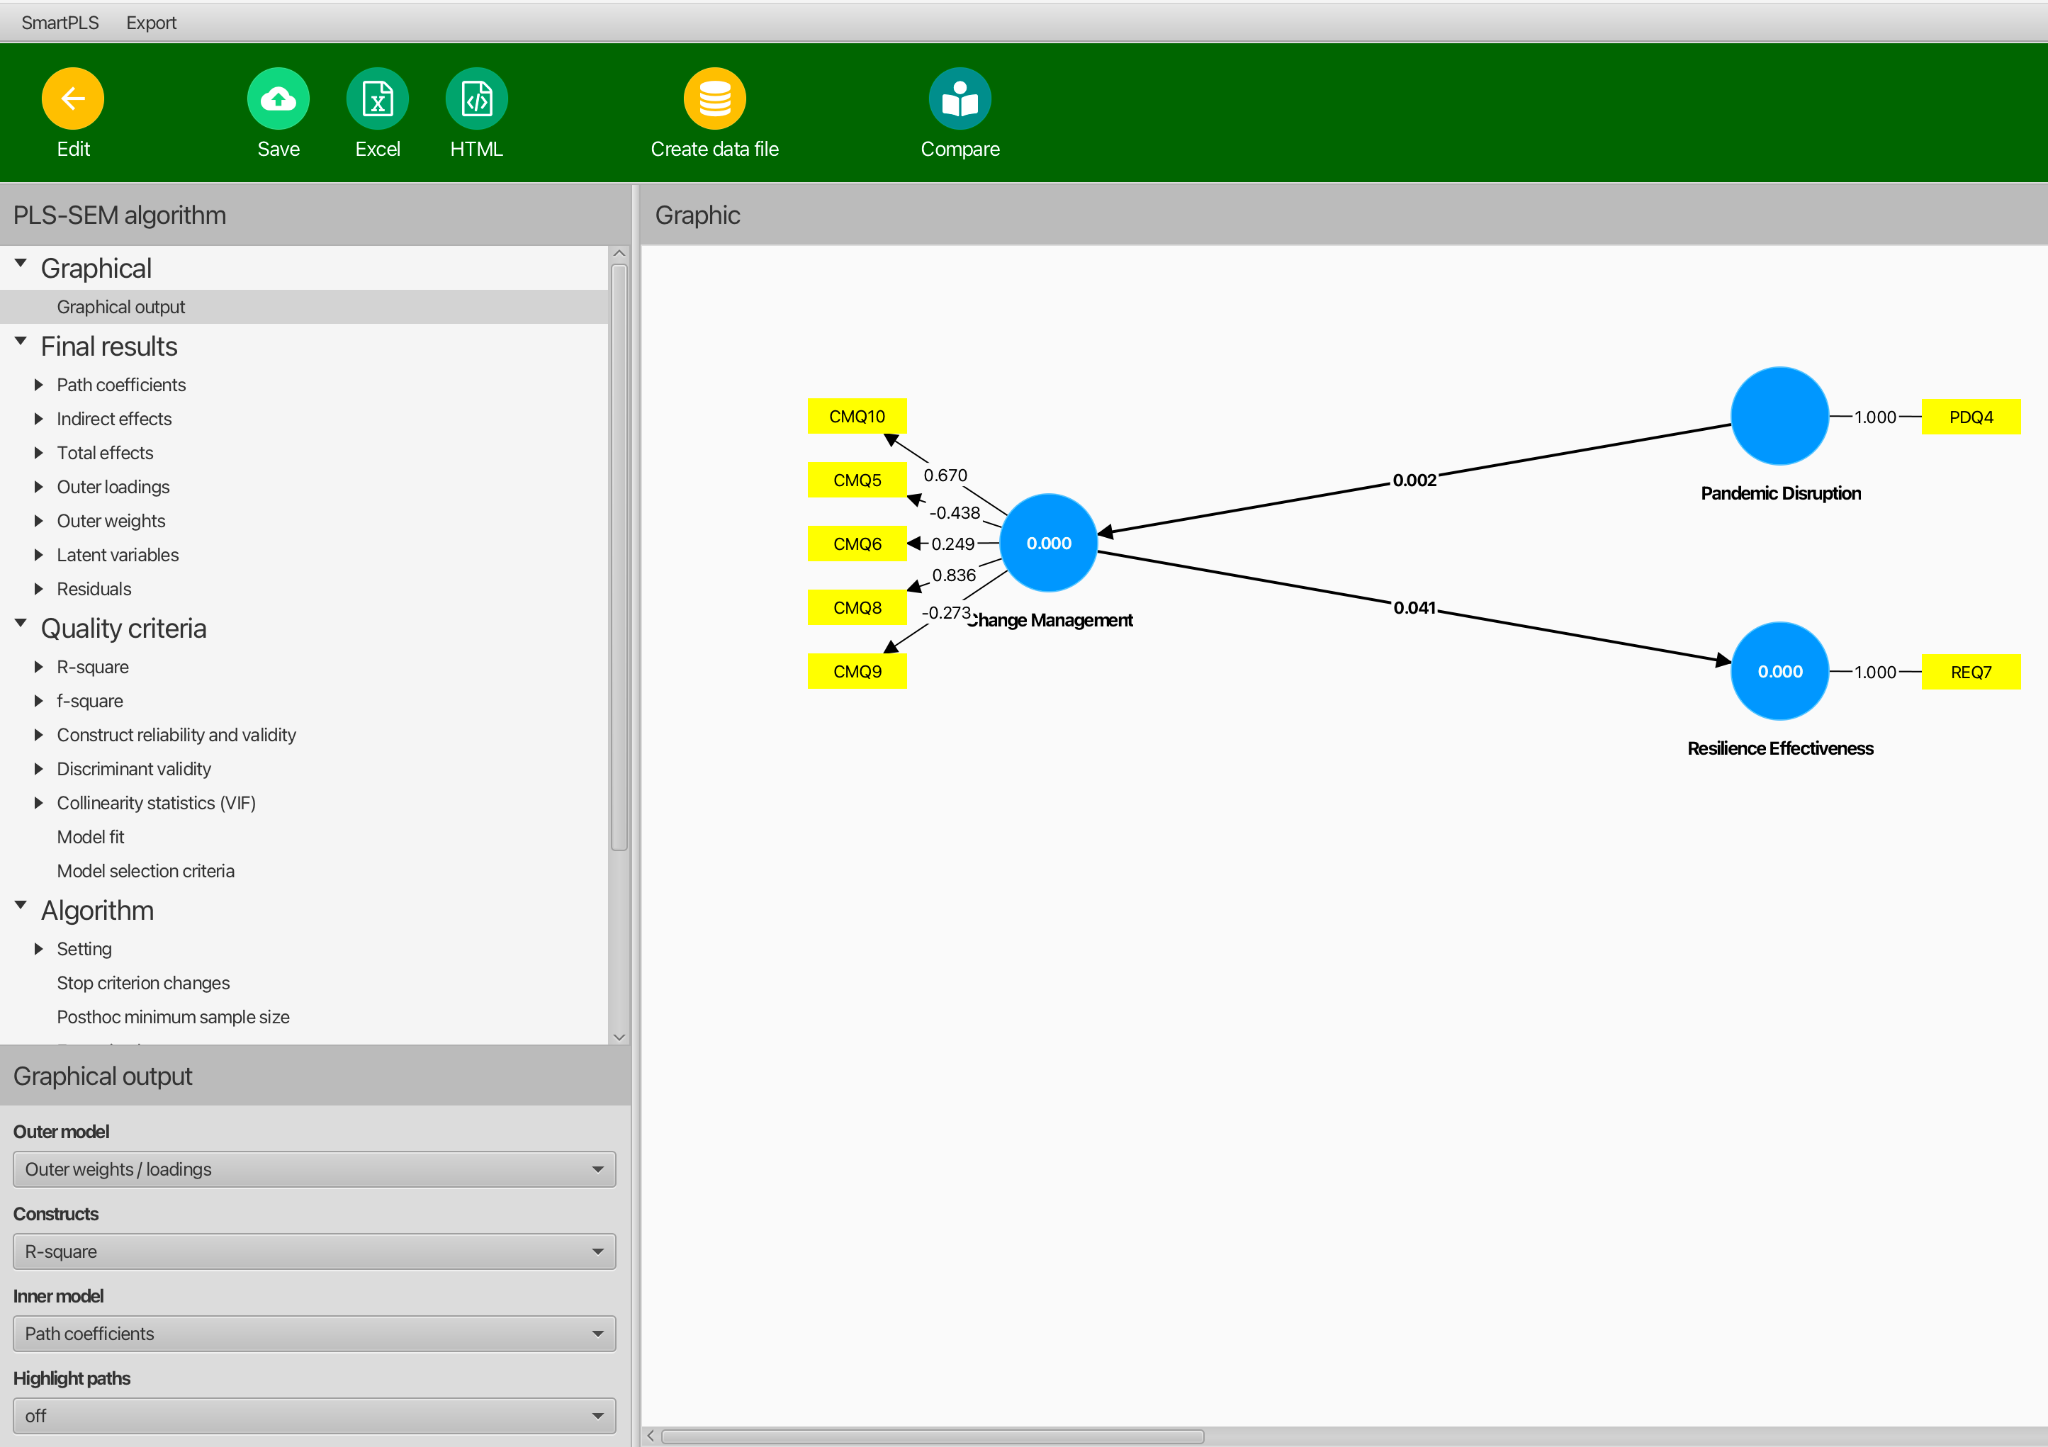 SmartPLS Export
Edit
Save
Excel
HTML
Create data file
Compare
PLS-SEM algorithm
Graphical
Graphical output
Final results
Path coefficients
Indirect effects
Total effects
Outer loadings
Outer weights
Latent variables
Residuals
Quality criteria
R-square
f-square
Construct reliability and validity
Discriminant validity
Collinearity statistics (VIF)
Model fit
Model selection criteria
Algorithm
Setting
Stop criterion changes
Posthoc minimum sample size
Graphical output
Outer model
Outer weights / loadings
Constructs
R-square
Inner model
Path coefficients
Highlight paths
off
Graphic
CMQ10
0.670
CMQ5
-0.438
CMQ6
0.249
0.836
CMQ8
-0.273
CMQ9
0.000
Change Management
0.002
0.041
1.000
PDQ4
Pandemic Disruption
0.000
1.000
REQ7
Resilience Effectiveness